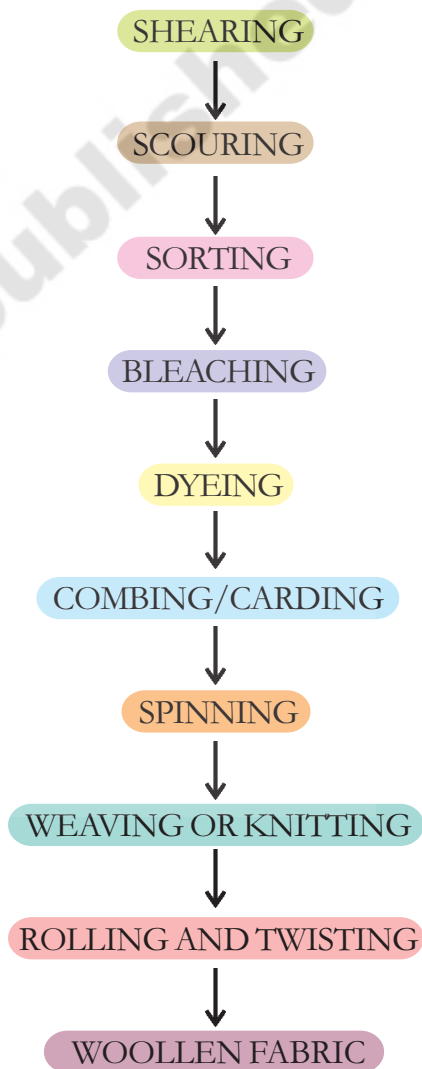 SHEARING
SCOURING
SORTING
BLEACHING
DYEING
COMBING/CARDING
SPINNING
WEAVING OR KNITTING
ROLLING AND TWISTING
WOOLLEN FABRIC